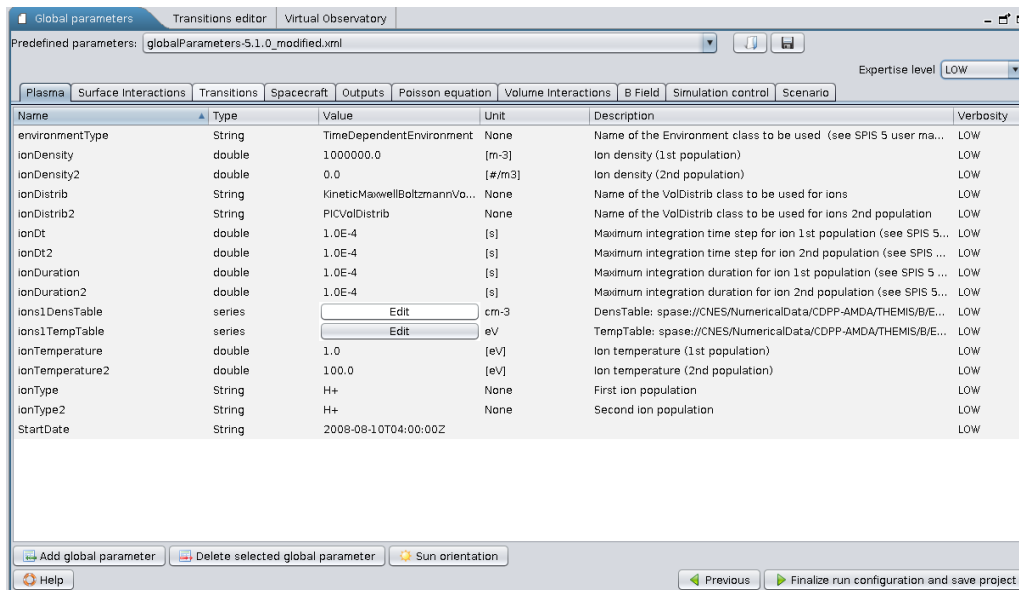 Global parameters Transitions editor Virtual Observatory
Predefined parameters: globalParameters-5.1.0_modified.xml
Expertise level LOW
Plasma Surface Interactions Transitions Spacecraft Outputs Poisson equation Volume Interactions B Field Simulation control Scenario
Name Type Value Unit Description Verbosity
environmentType String TimeDependentEnvironment None Name of the Environment class to be used (see SPIS 5 user ma... LOW
ionDensity double 1000000.0 [m-3] Ion density (1st population) LOW
ionDensity2 double 0.0 [#/m3] Ion density (2nd population) LOW
ionDistrib String KineticMaxwellBoltzmannVo... None Name of the VolDistrib class to be used for ions LOW
ionDistrib2 String PICVolDistrib None Name of the VolDistrib class to be used for ions 2nd population LOW
ionDt double 1.0E-4 [s] Maximum integration time step for ion 1st population (see SPIS 5... LOW
ionDt2 double 1.0E-4 [s] Maximum integration time step for ion 2nd population (see SPIS ... LOW
ionDuration double 1.0E-4 [s] Maximum integration duration for ion 1st population (see SPIS 5 ... LOW
ionDuration2 double 1.0E-4 [s] Maximum integration duration for ion 2nd population (see SPIS 5... LOW
ions1DensTable series Edit cm-3 DensTable: spase://CNES/NumericalData/CDPP-AMDA/THEMIS/B/E... LOW
ions1TempTable series Edit eV TempTable: spase://CNES/NumericalData/CDPP-AMDA/THEMIS/B/E... LOW
ionTemperature double 1.0 [eV] Ion temperature (1st population) LOW
ionTemperature2 double 100.0 [eV] Ion temperature (2nd population) LOW
ionType String H+ None First ion population LOW
ionType2 String H+ None Second ion population LOW
StartDate String 2008-08-10T04:00:00Z LOW
Add global parameter Delete selected global parameter Sun orientation
Help Previous Finalize run configuration and save project